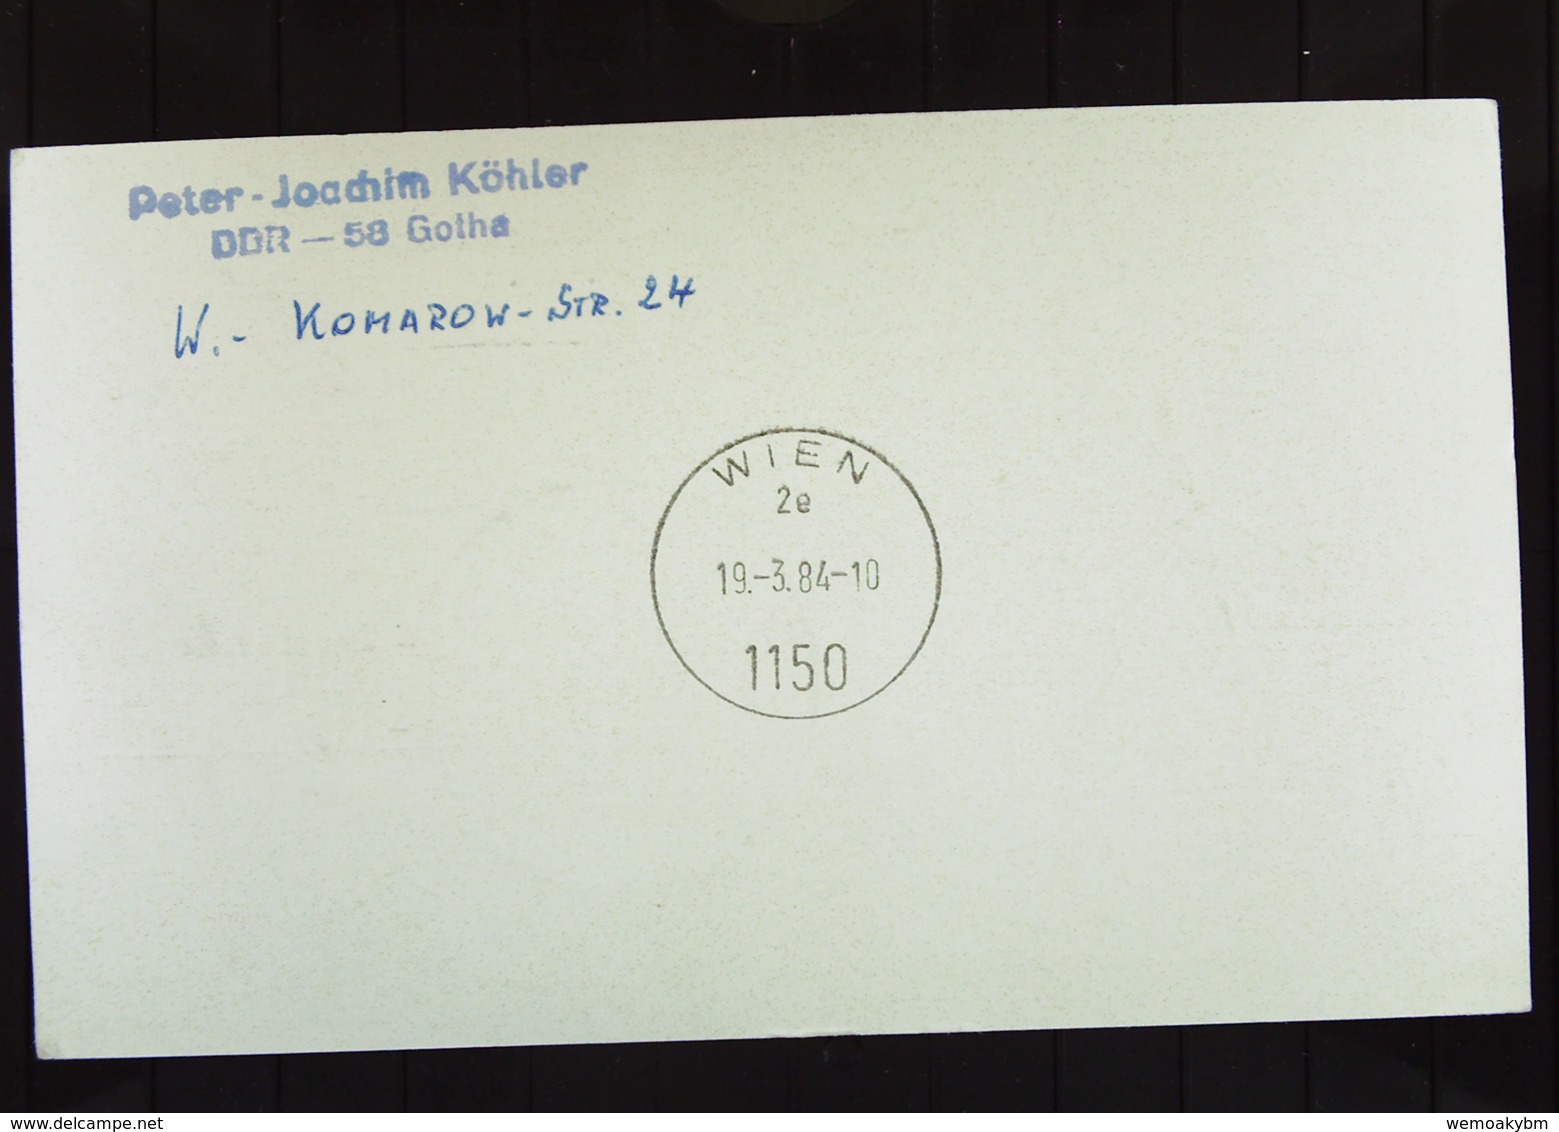 Peter-Joachim Köhler
DDR — 58 Gotha
W.- KOMAROW-STR. 24
WIEN
2e
19.-3.84-10
1150
www.delcampe.net
wemoakybm